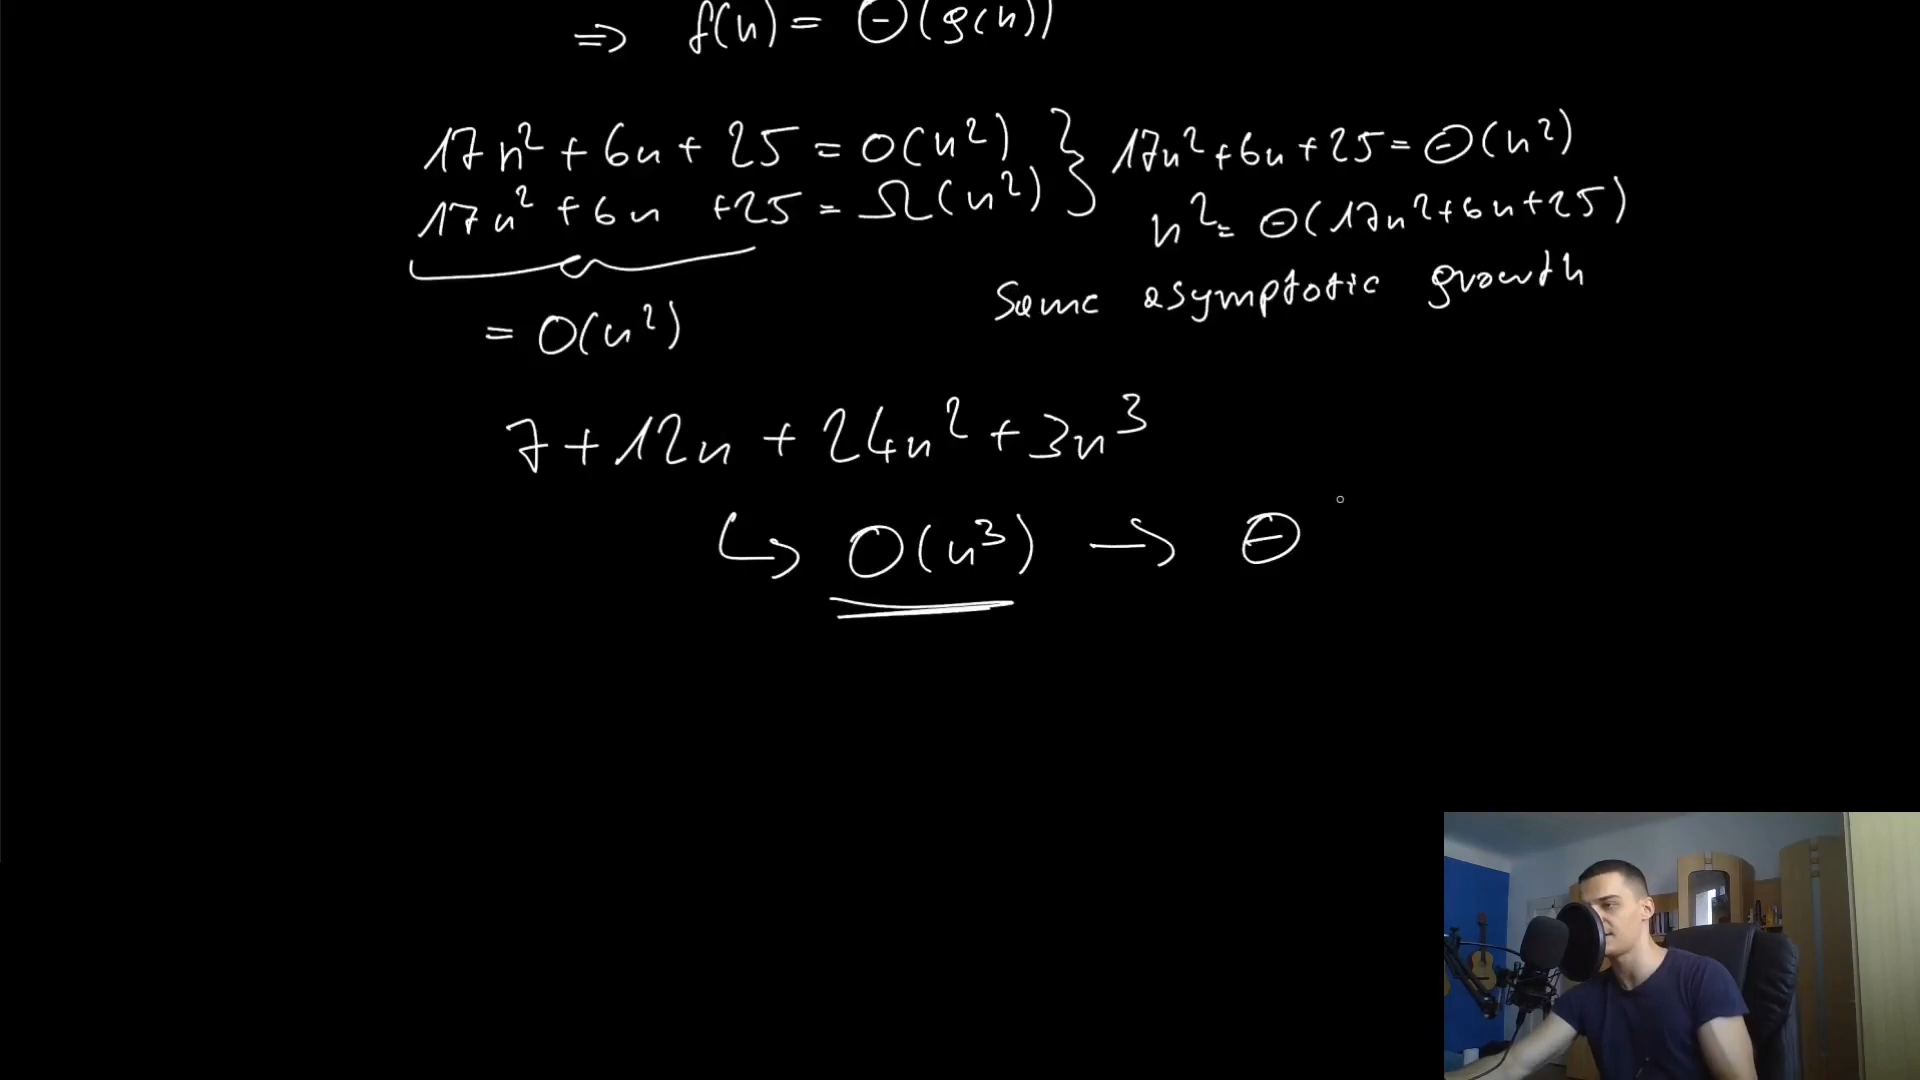 ⇒ f(n) = Θ(g(n))
17n² + 6n + 25 = O(n²) } 17n² + 6n + 25 = Θ(n²)
17n² + 6n + 25 = Ω(n²) } n² = Θ(17n² + 6n + 25)
= O(n²)
Same asymptotic growth
7 + 12n + 24n² + 3n³
↪ O(n³) → Θ